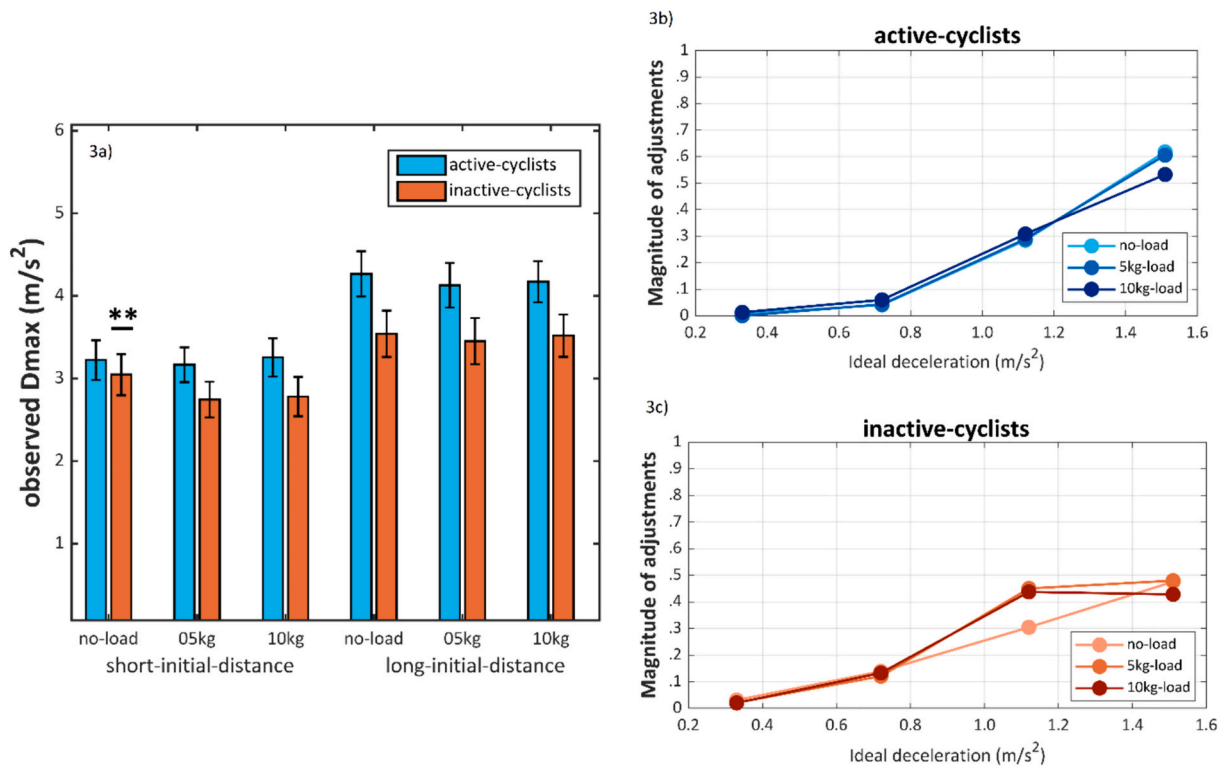 3a)
observed Dmax (m/s²)
6
5
4
3
2
1
active-cyclists
inactive-cyclists
**
no-load 05kg 10kg no-load 05kg 10kg
short-initial-distance long-initial-distance
3b)
active-cyclists
Magnitude of adjustments
1
.9
.8
.7
.6
.5
.4
.3
.2
.1
0
no-load
5kg-load
10kg-load
0.2 0.4 0.6 0.8 1.0 1.2 1.4 1.6
Ideal deceleration (m/s²)
3c)
inactive-cyclists
Magnitude of adjustments
1
.9
.8
.7
.6
.5
.4
.3
.2
.1
0
no-load
5kg-load
10kg-load
0.2 0.4 0.6 0.8 1.0 1.2 1.4 1.6
Ideal deceleration (m/s²)